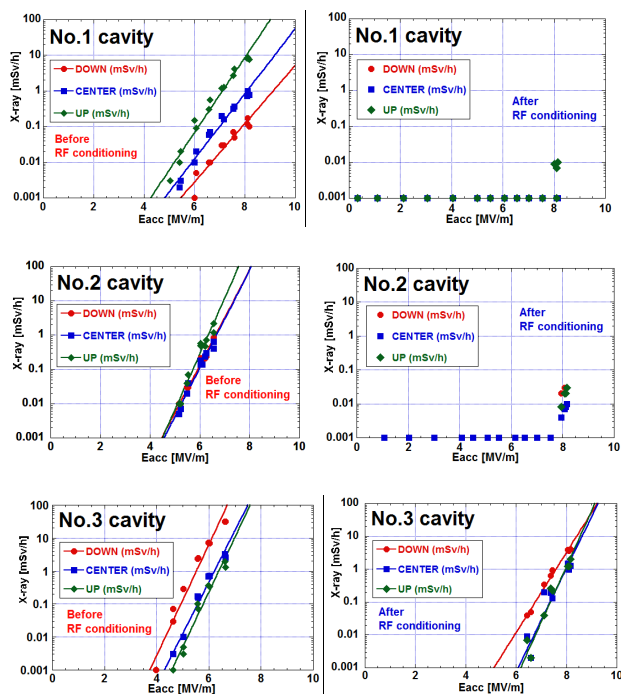 No.1 cavity
X-ray [mSv/h]
100
10
1
0.1
0.01
0.001
DOWN (mSv/h)
CENTER (mSv/h)
UP (mSv/h)
Before
RF conditioning
0 2 4 6 8 10
Eacc [MV/m]
No.1 cavity
X-ray [mSv/h]
100
10
1
0.1
0.01
0.001
DOWN (mSv/h)
CENTER (mSv/h)
UP (mSv/h)
After
RF conditioning
0 2 4 6 8 10
Eacc [MV/m]
No.2 cavity
X-ray [mSv/h]
100
10
1
0.1
0.01
0.001
DOWN (mSv/h)
CENTER (mSv/h)
UP (mSv/h)
Before
RF conditioning
0 2 4 6 8 10
Eacc [MV/m]
No.2 cavity
X-ray [mSv/h]
100
10
1
0.1
0.01
0.001
DOWN (mSv/h)
CENTER (mSv/h)
UP (mSv/h)
After
RF conditioning
0 2 4 6 8 10
Eacc [MV/m]
No.3 cavity
X-ray [mSv/h]
100
10
1
0.1
0.01
0.001
DOWN (mSv/h)
CENTER (mSv/h)
UP (mSv/h)
Before
RF conditioning
0 2 4 6 8 10
Eacc [MV/m]
No.3 cavity
X-ray [mSv/h]
100
10
1
0.1
0.01
0.001
DOWN (mSv/h)
CENTER (mSv/h)
UP (mSv/h)
After
RF conditioning
0 2 4 6 8 10
Eacc [MV/m]